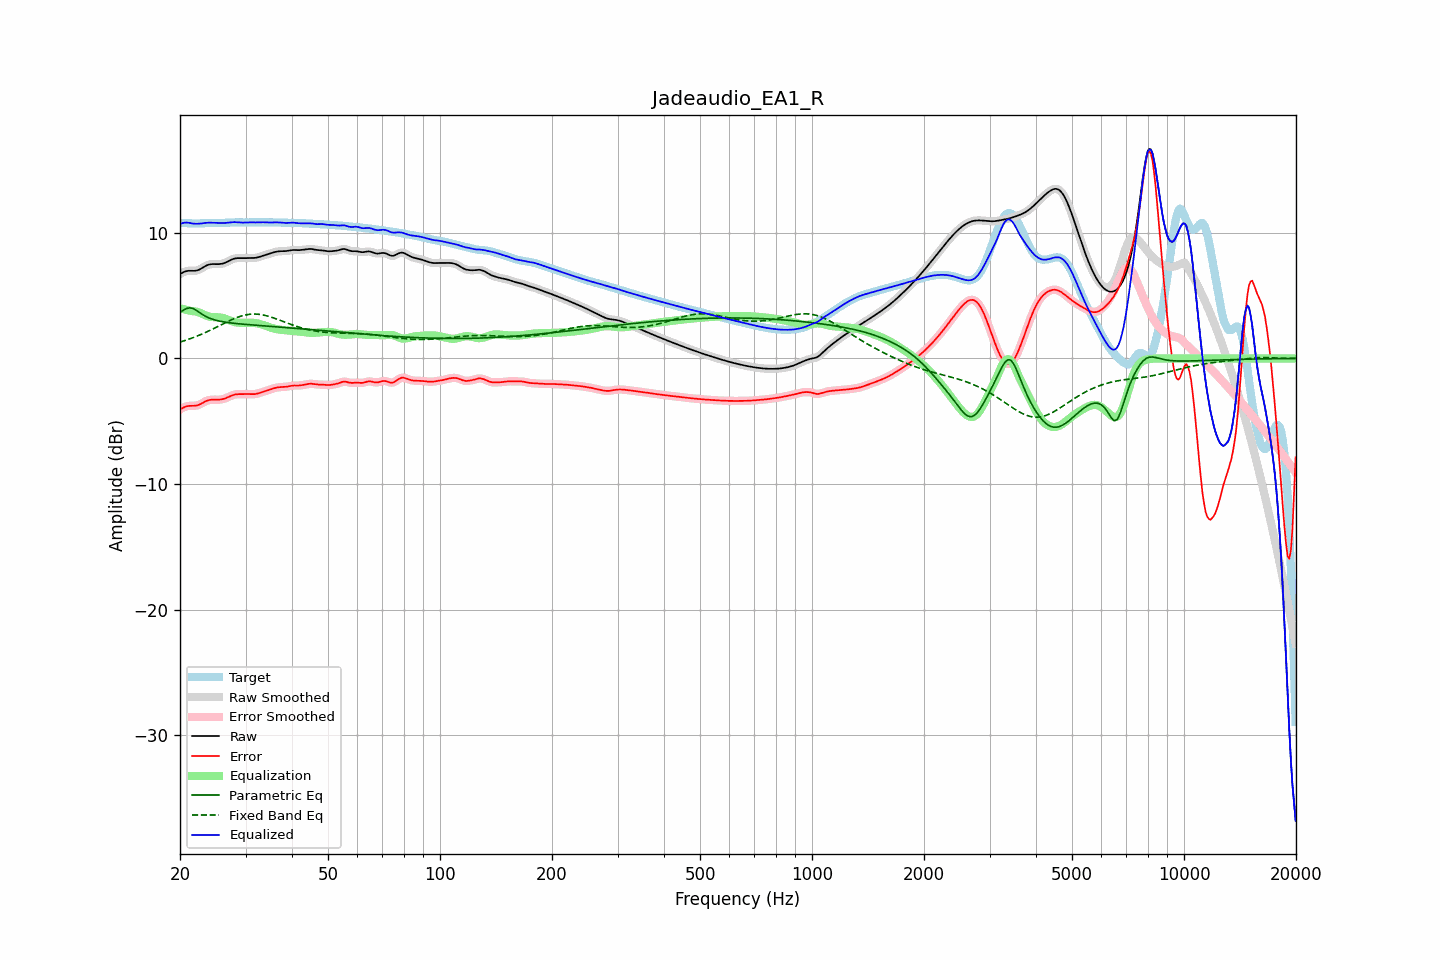 Jadeaudio_EA1_R
Amplitude (dBr)
10
0
−10
−20
−30
Target
Raw Smoothed
Error Smoothed
Raw
Error
Equalization
Parametric Eq
Fixed Band Eq
Equalized
20 50 100 200 500 1000 2000 5000 10000 20000
Frequency (Hz)